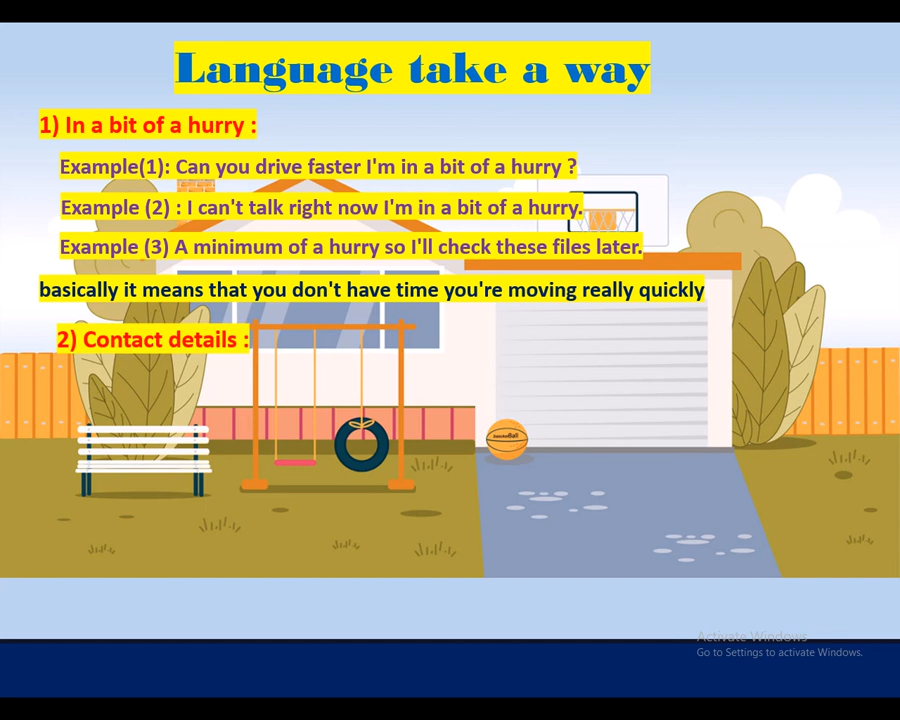 Language take a way
1) In a bit of a hurry :
Example(1): Can you drive faster I'm in a bit of a hurry ?
Example (2) : I can't talk right now I'm in a bit of a hurry.
Example (3) A minimum of a hurry so I'll check these files later.
basically it means that you don't have time you're moving really quickly
2) Contact details :
Activate Windows
Go to Settings to activate Windows.